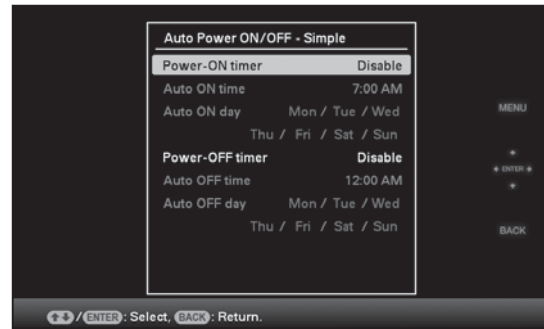 Auto Power ON/OFF - Simple
Power-ON timer Disable
Auto ON time 7:00 AM
Auto ON day Mon / Tue / Wed
Thu / Fri / Sat / Sun
Power-OFF timer Disable
Auto OFF time 12:00 AM
Auto OFF day Mon / Tue / Wed
Thu / Fri / Sat / Sun
MENU
ENTER
BACK
/ ENTER : Select, BACK : Return.